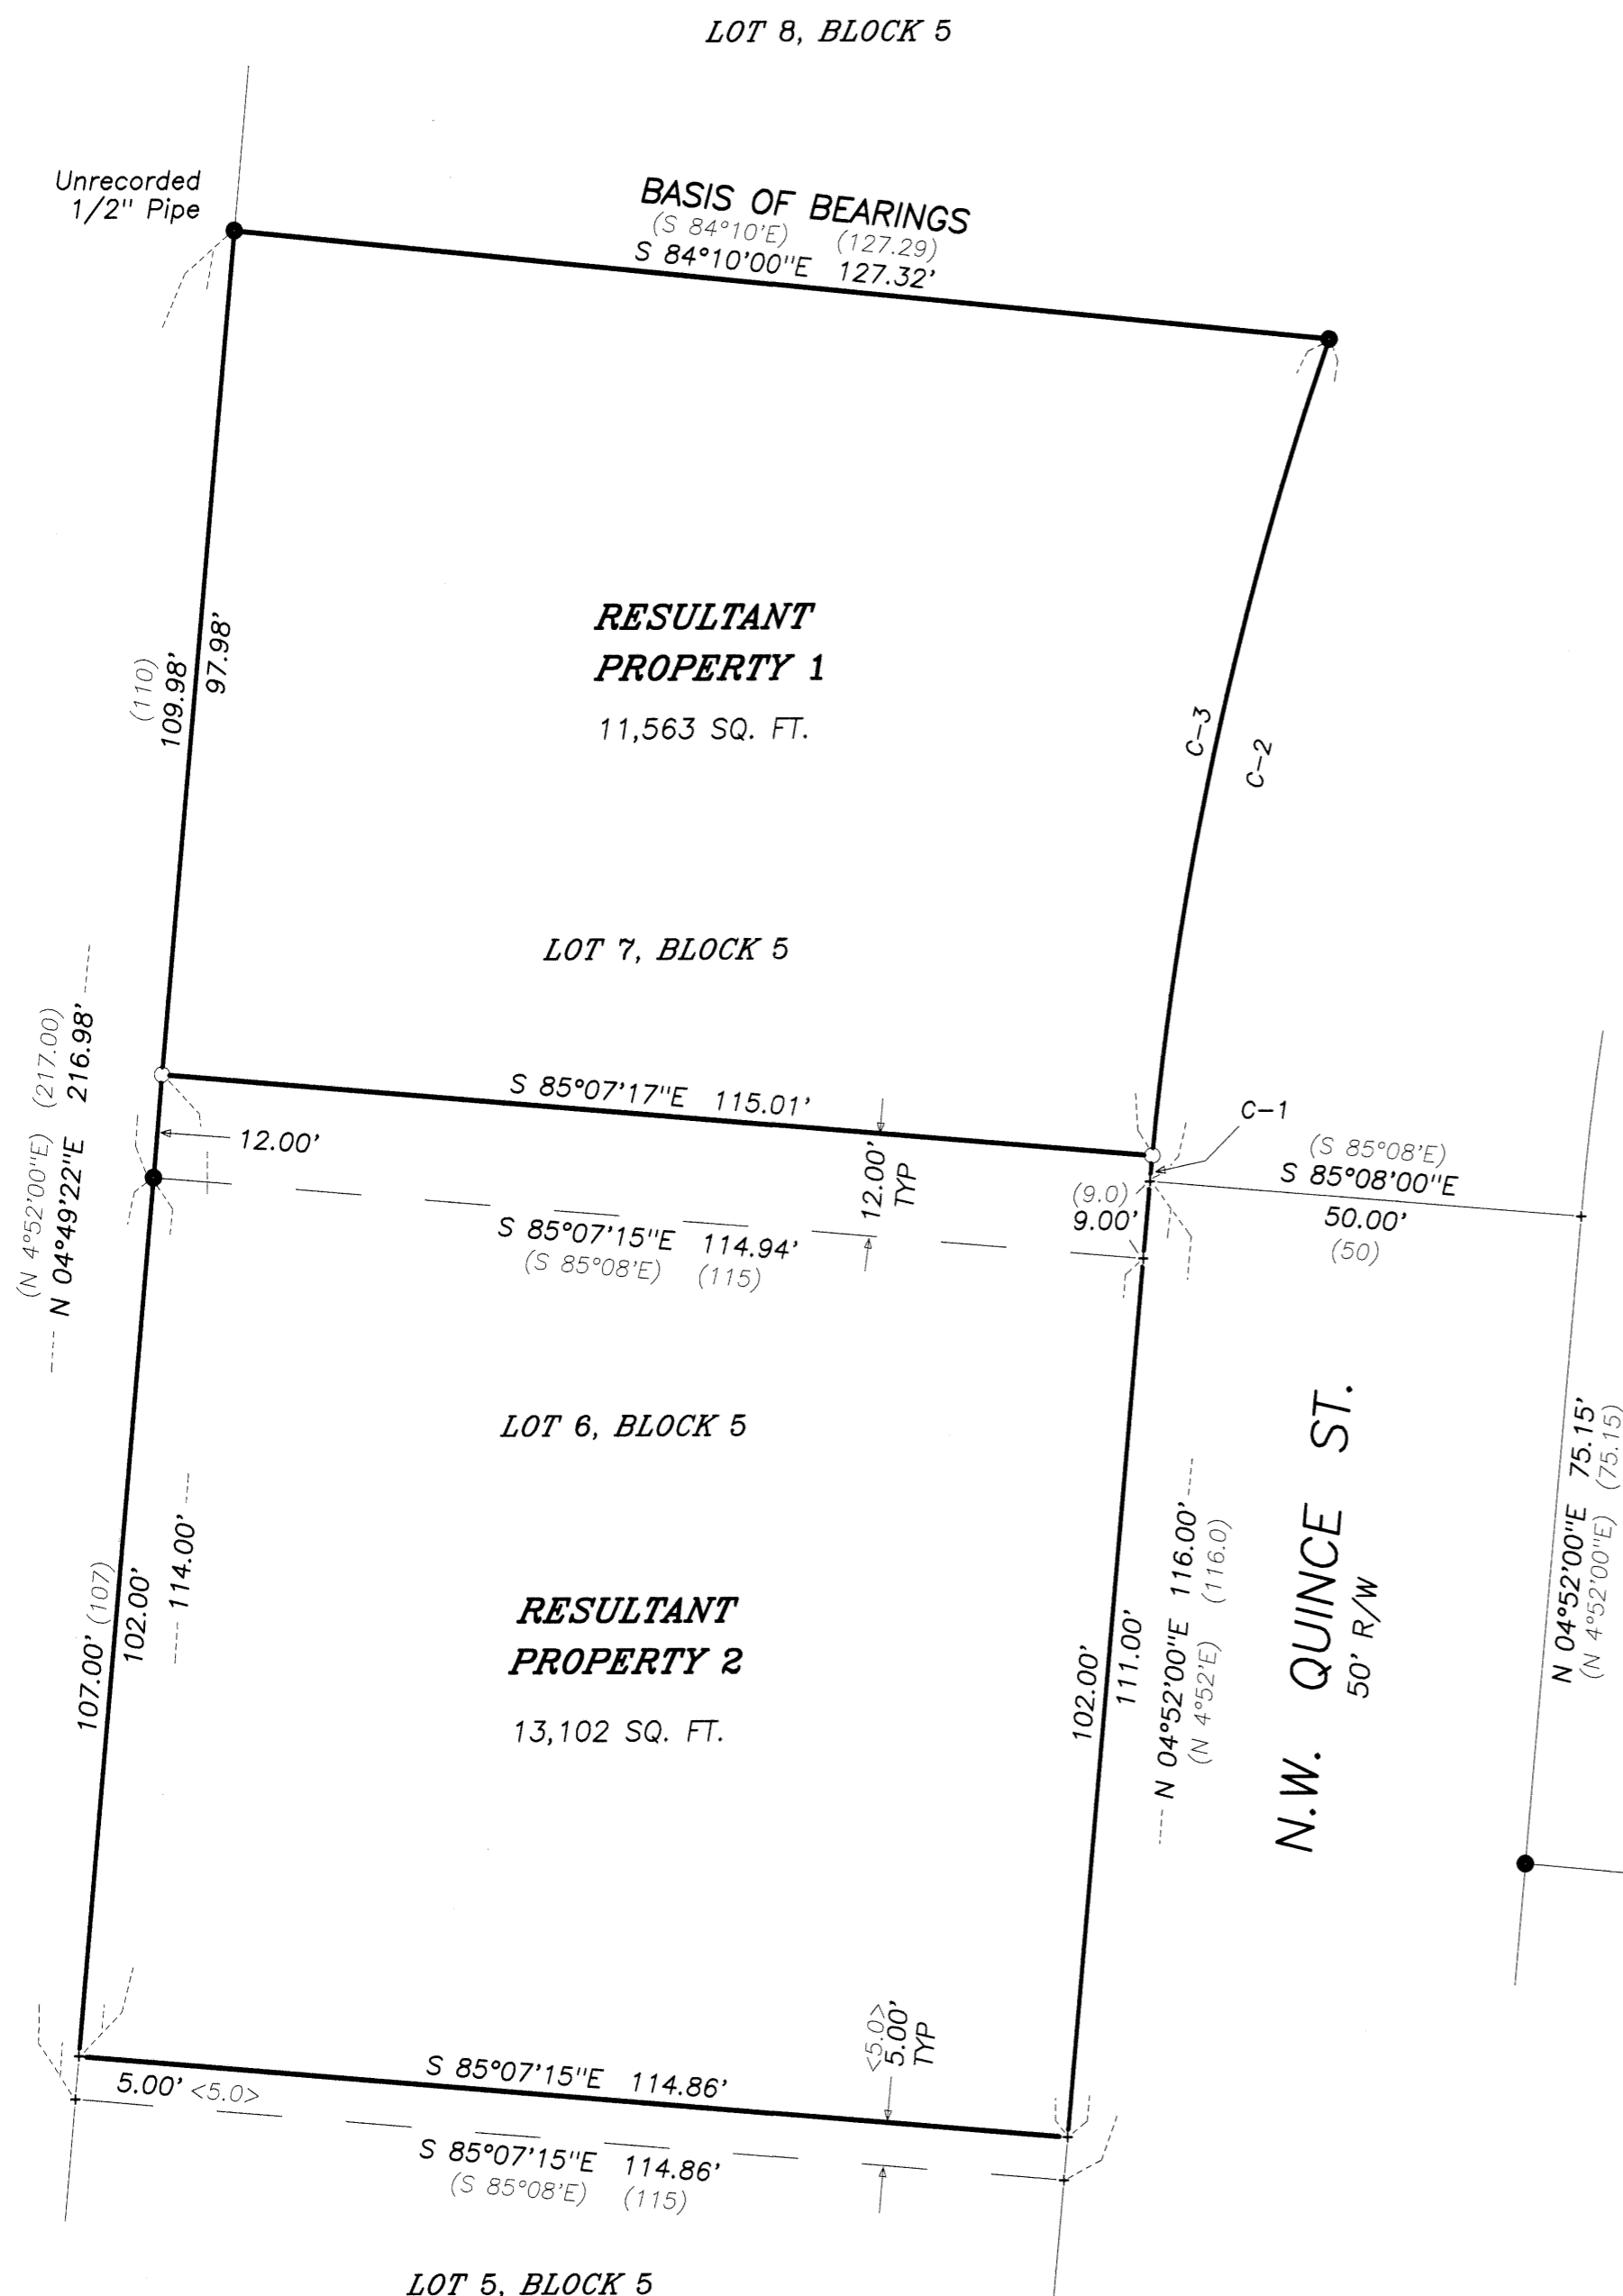 LOT 8, BLOCK 5
Unrecorded
1/2" Pipe
BASIS OF BEARINGS
(S 84°10'E) (127.29)
S 84°10'00"E 127.32'
RESULTANT
PROPERTY 1
11,563 SQ. FT.
(110)
109.98'
97.98'
C-3
C-2
LOT 7, BLOCK 5
(N 4°52'00"E) (217.00)
N 04°49'22"E 216.98'
S 85°07'17"E 115.01'
12.00'
12.00'
TYP
C-1
(S 85°08'E)
S 85°08'00"E
50.00'
(50)
(9.0)
9.00'
S 85°07'15"E 114.94'
(S 85°08'E) (115)
LOT 6, BLOCK 5
RESULTANT
PROPERTY 2
13,102 SQ. FT.
107.00' (107)
102.00'
114.00'
102.00'
111.00'
N 04°52'00"E 116.00'
(N 4°52'E) (116.0)
N.W. QUINCE ST.
50' R/W
N 04°52'00"E 75.15'
(N 4°52'00"E) (75.15)
<5.0>
5.00'
TYP
S 85°07'15"E 114.86'
5.00' <5.0>
S 85°07'15"E 114.86'
(S 85°08'E) (115)
LOT 5, BLOCK 5